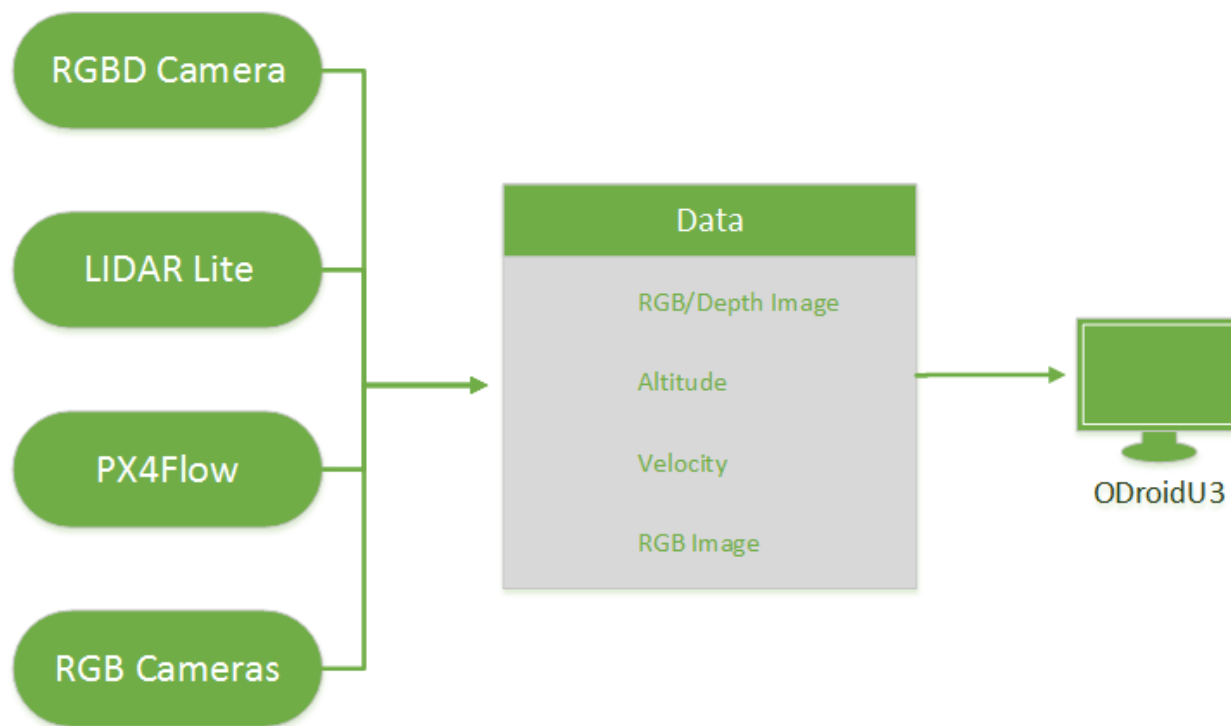 RGBD Camera
LIDAR Lite
PX4Flow
RGB Cameras
Data
RGB/Depth Image
Altitude
Velocity
RGB Image
ODroidU3